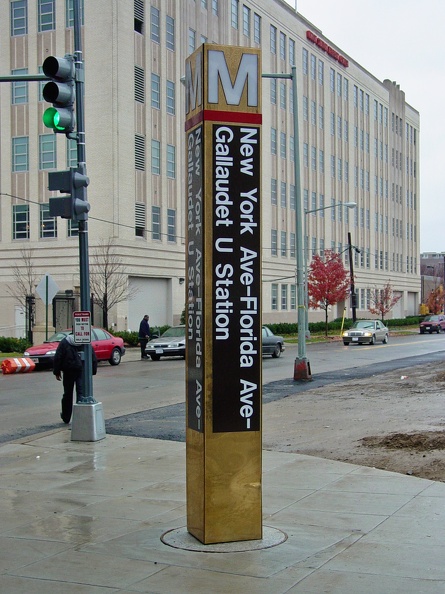 M
New York Ave-Florida Ave-
Gallaudet U Station
M
New York Ave-Florida Ave-
Gallaudet U Station